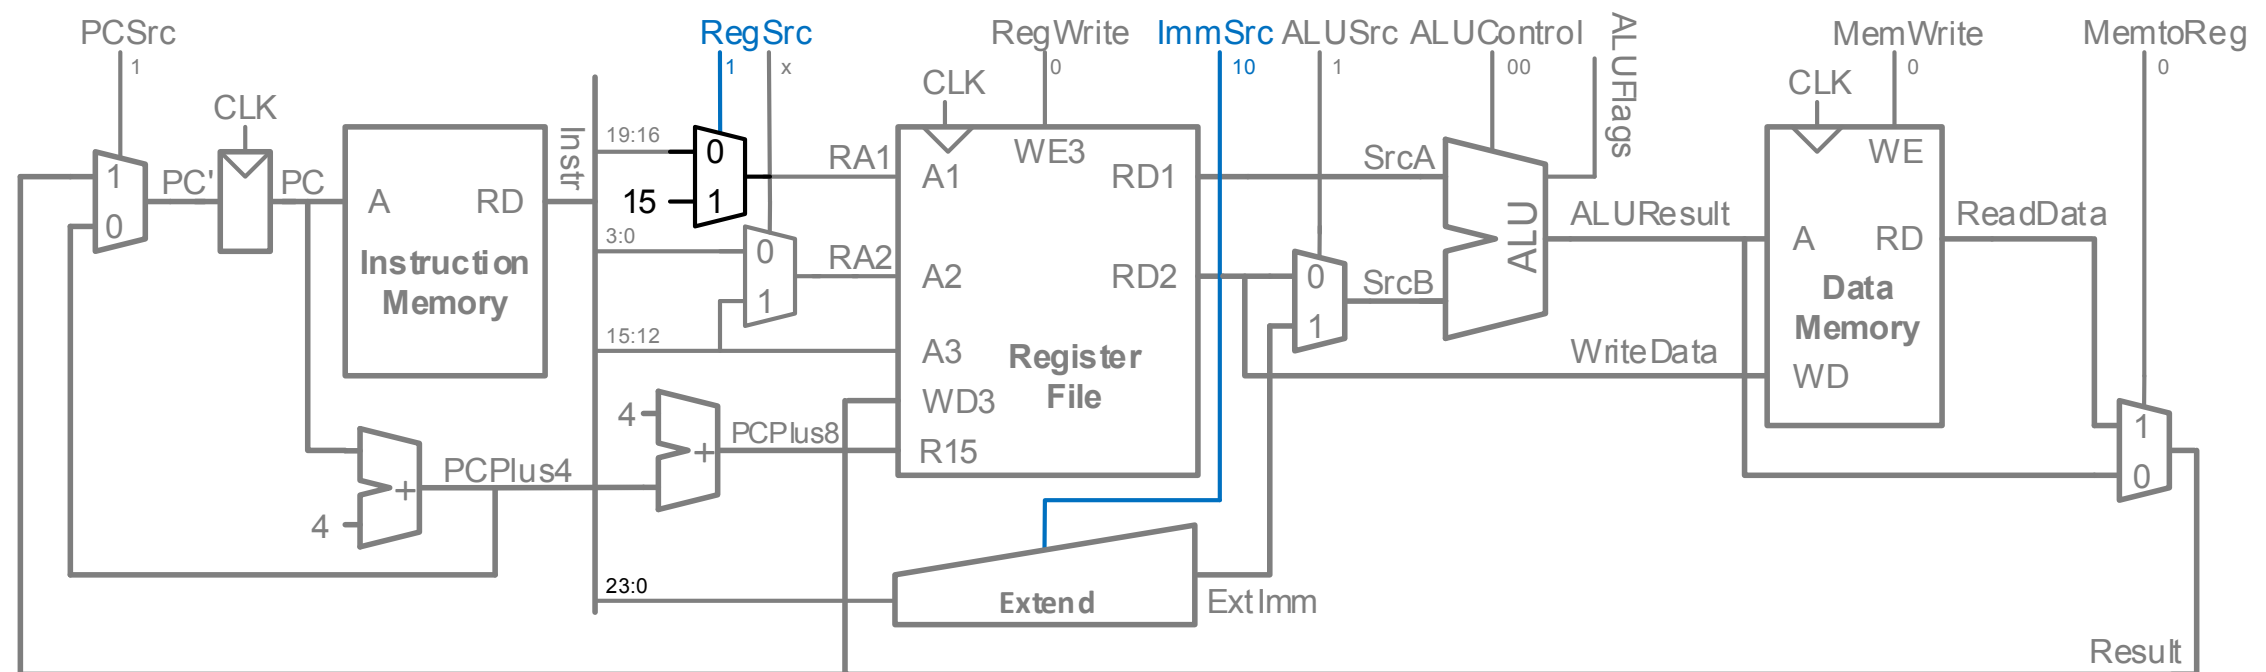 PCSrc
RegSrc
RegWrite
ImmSrc
ALUSrc
ALUControl
ALUFlags
MemWrite
MemtoReg
1
1
x
0
10
1
00
0
0
CLK
CLK
CLK
Instr
19:16
0
1
15
RA1
A1
WE3
RD1
SrcA
WE
1
0
PC'
PC
A
RD
Instruction
Memory
3:0
0
1
RA2
A2
RD2
0
1
SrcB
ALU
ALUResult
A
RD
ReadData
Data
Memory
15:12
A3
Register
File
WriteData
WD
4
+
PCPlus8
WD3
R15
1
0
PCPlus4
+
4
23:0
Extend
ExtImm
Result